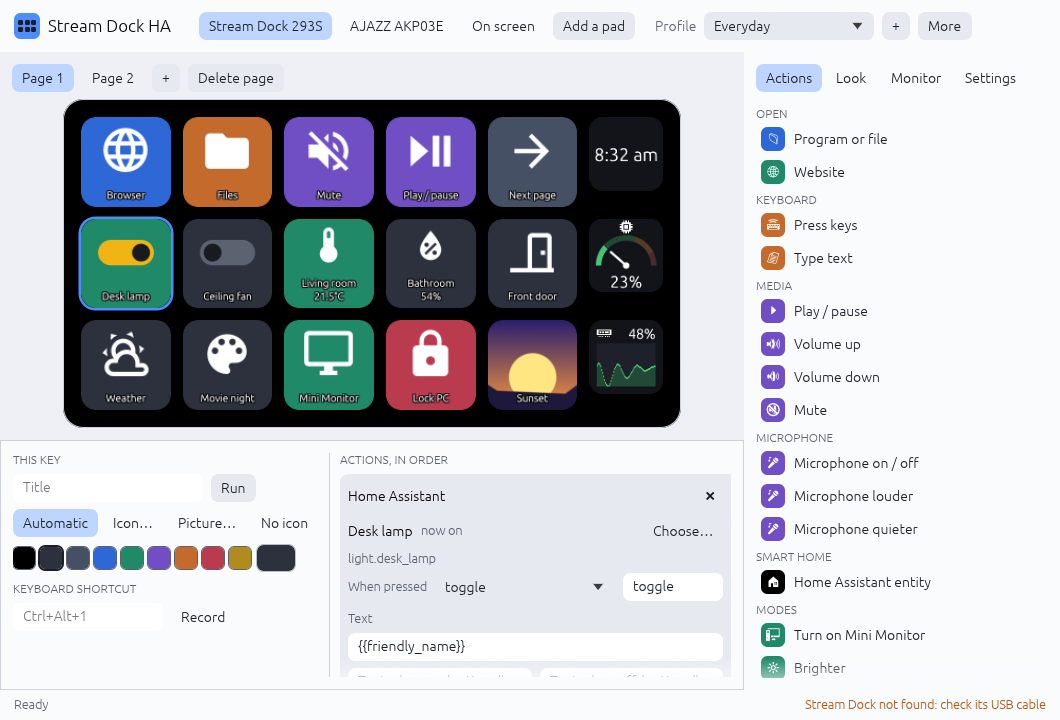 Stream Dock HA
Stream Dock 293S
AJAZZ AKP03E
On screen
Add a pad
Profile
Everyday
+
More
Page 1
Page 2
+
Delete page
Browser
Files
Mute
Play / pause
Next page
8:32 am
Desk lamp
Ceiling fan
Living room
21.5°C
Bathroom
54%
Front door
23%
Weather
Movie night
Mini Monitor
Lock PC
Sunset
48%
THIS KEY
Title
Run
Automatic
Icon...
Picture...
No icon
KEYBOARD SHORTCUT
Ctrl+Alt+1
Record
ACTIONS, IN ORDER
Home Assistant
Desk lamp
now on
Choose...
light.desk_lamp
When pressed
toggle
toggle
Text
{{friendly_name}}
Actions
Look
Monitor
Settings
OPEN
Program or file
Website
KEYBOARD
Press keys
Type text
MEDIA
Play / pause
Volume up
Volume down
Mute
MICROPHONE
Microphone on / off
Microphone louder
Microphone quieter
SMART HOME
Home Assistant entity
MODES
Turn on Mini Monitor
Brighter
Ready
Stream Dock not found: check its USB cable